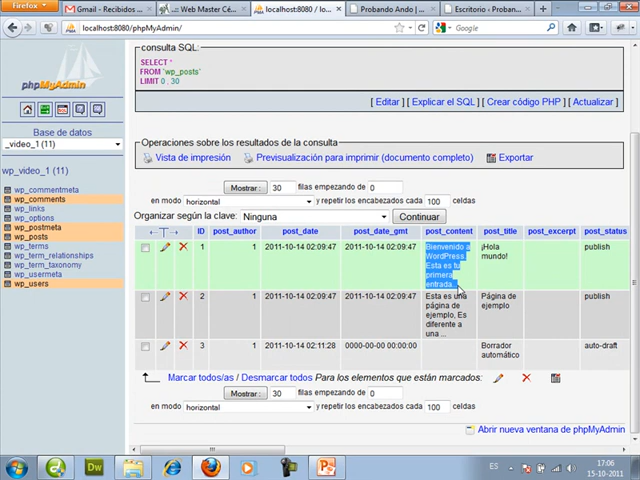 Firefox
Gmail - Recibidos
.:: Web Master Cé...
localhost:8080 / lo...
Probando Ando | ...
Escritorio ‹ Proban...
localhost:8080/phpMyAdmin/
Google
phpMyAdmin
Base de datos
_video_1 (11)
wp_video_1 (11)
wp_commentmeta
wp_comments
wp_links
wp_options
wp_postmeta
wp_posts
wp_terms
wp_term_relationships
wp_term_taxonomy
wp_usermeta
wp_users
consulta SQL:
SELECT *
FROM `wp_posts`
LIMIT 0 , 30
[ Editar ] [ Explicar el SQL ] [ Crear código PHP ] [ Actualizar ]
Operaciones sobre los resultados de la consulta
Vista de impresión Previsualización para imprimir (documento completo) Exportar
Mostrar : 30 filas empezando de 0
en modo horizontal y repetir los encabezados cada 100 celdas
Organizar según la clave: Ninguna Continuar
←T→ ID post_author post_date post_date_gmt post_content post_title post_excerpt post_status
1 1 2011-10-14 02:09:47 2011-10-14 02:09:47 Bienvenido a WordPress. Esta es tu primera entrada... ¡Hola mundo! publish
2 1 2011-10-14 02:09:47 2011-10-14 02:09:47 Esta es una página de ejemplo, Es diferente a una ... Página de ejemplo publish
3 1 2011-10-14 02:11:28 0000-00-00 00:00:00 Borrador automático auto-draft
Marcar todos/as / Desmarcar todos Para los elementos que están marcados:
Mostrar : 30 filas empezando de 0
en modo horizontal y repetir los encabezados cada 100 celdas
Abrir nueva ventana de phpMyAdmin
Dw
ES
17:06
15-10-2011